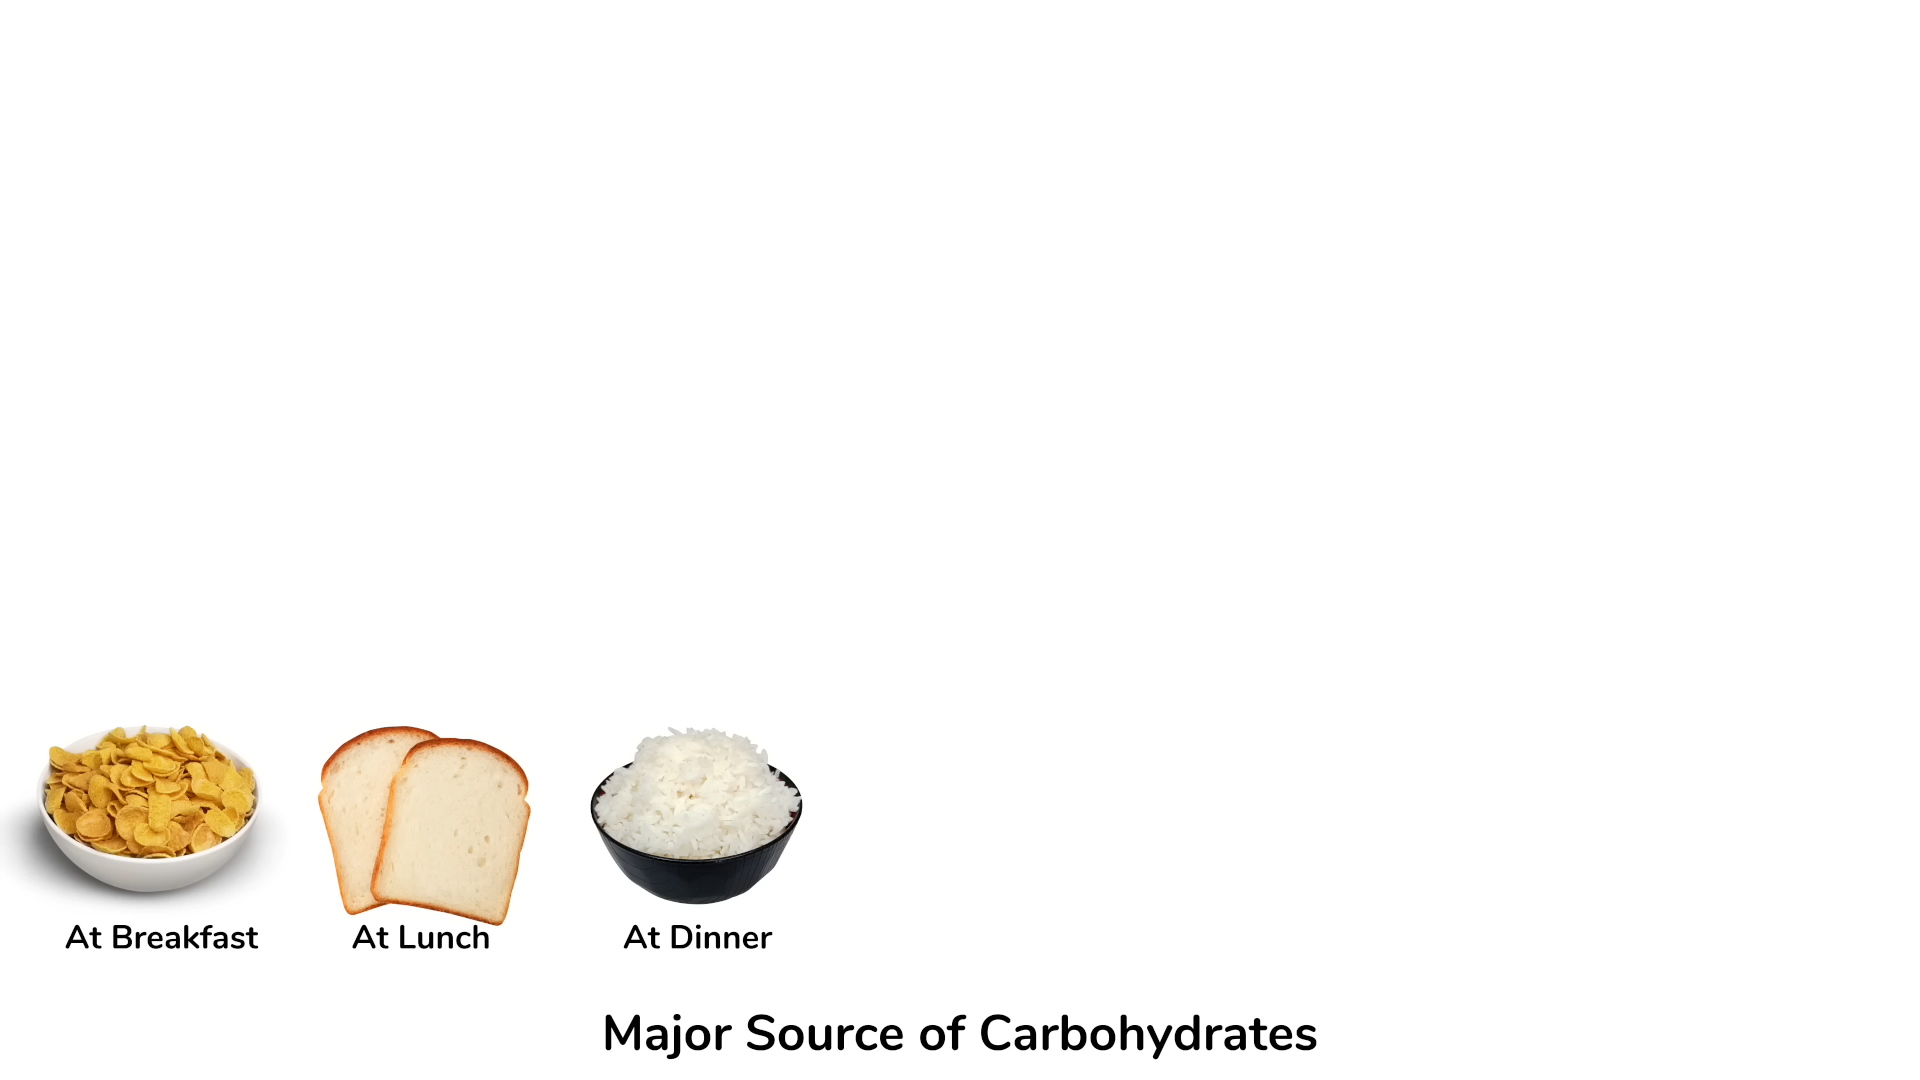 At Breakfast
At Lunch
At Dinner
Major Source of Carbohydrates